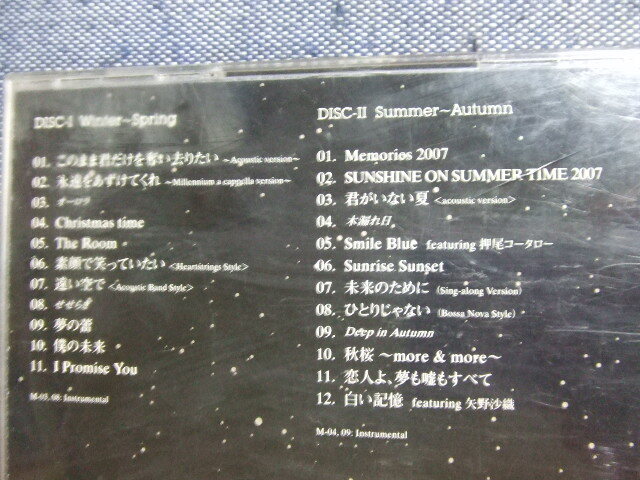 DISC-I Winter~Spring
01. このまま君だけを奪い去りたい ~Acoustic version~
02. 永遠をあずけてくれ ~Millennium a cappella version~
03. オーロラ
04. Christmas time
05. The Room
06. 素顔で笑っていたい <Heartstrings Style>
07. 遠い空で <Acoustic Band Style>
08. せせらぎ
09. 夢の蕾
10. 僕の未来
11. I Promise You
M-03, 08: Instrumental
DISC-II Summer~Autumn
01. Memories 2007
02. SUNSHINE ON SUMMER TIME 2007
03. 君がいない夏 <acoustic version>
04. 木漏れ日
05. Smile Blue featuring 押尾コータロー
06. Sunrise Sunset
07. 未来のために (Sing-along Version)
08. ひとりじゃない (Bossa Nova Style)
09. Deep in Autumn
10. 秋桜 ~more & more~
11. 恋人よ、夢も嘘もすべて
12. 白い記憶 featuring 矢野沙織
M-04, 09: Instrumental